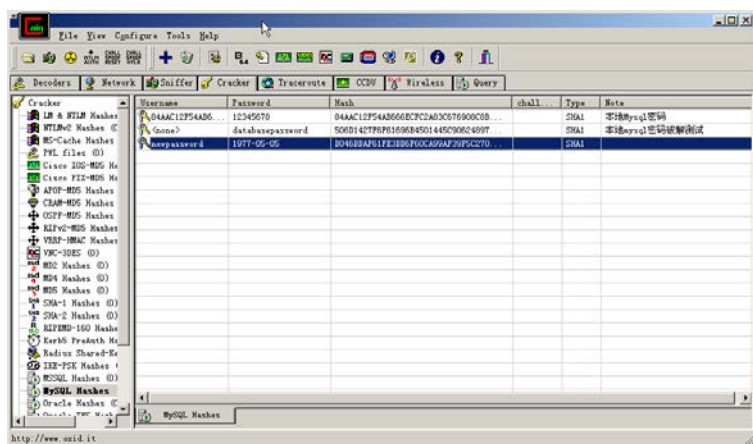 File View Configure Tools Help
Decoders Network Sniffer Cracker Traceroute CCDU Wireless Query
Cracker
LM & NTLM Hashes
NTLMv2 Hashes (
MS-Cache Hashes
PWL files (0)
Cisco IOS-MD5 Ha
Cisco PIX-MD5 Ha
APOP-MD5 Hashes
CRAM-MD5 Hashes
OSPF-MD5 Hashes
RIPv2-MD5 Hashes
VRRP-HMAC Hashes
VNC-3DES (0)
MD2 Hashes (0)
MD4 Hashes (0)
MD5 Hashes (0)
SHA-1 Hashes (0)
SHA-2 Hashes (0)
RIPEMD-160 Hashe
Kerb5 PreAuth Ha
Radius Shared-Ke
IKE-PSK Hashes
MSSQL Hashes (0)
MySQL Hashes
Oracle Hashes (
Username Password Hash chall... Type Note
04AAC12F54AB6... 12345678 SHA1 本地Mysql密码
<none> databasepassword SHA1 本地mysql密码破解测试
newpassword 1977-05-05 SHA1
MySQL Hashes
http://www.oxid.it